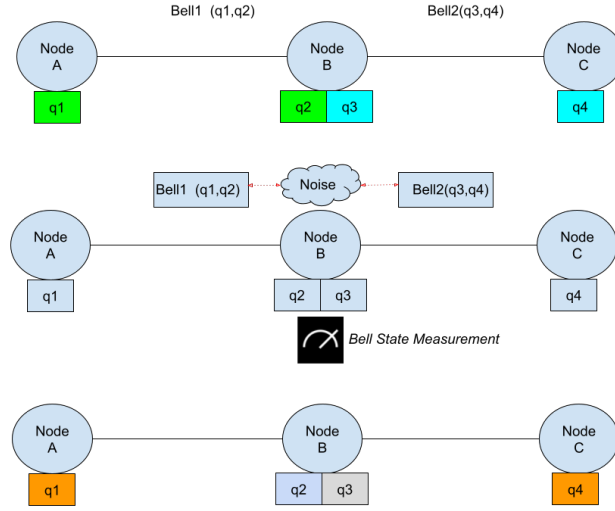 Bell1 (q1,q2) Bell2(q3,q4)
Node A Node B Node C
q1 q2 q3 q4
Bell1 (q1,q2) Noise Bell2(q3,q4)
Node A Node B Node C
q1 q2 q3 q4
Bell State Measurement
Node A Node B Node C
q1 q2 q3 q4